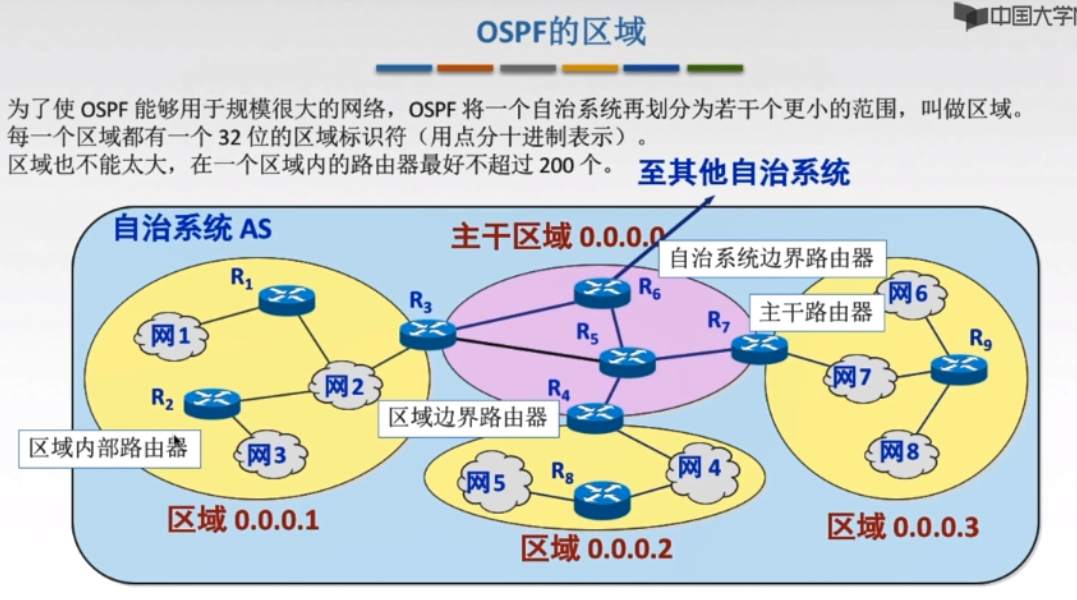 中国大学
OSPF的区域
为了使 OSPF 能够用于规模很大的网络，OSPF 将一个自治系统再划分为若干个更小的范围，叫做区域。
每一个区域都有一个 32 位的区域标识符（用点分十进制表示）。
区域也不能太大，在一个区域内的路由器最好不超过 200 个。
至其他自治系统
自治系统 AS
主干区域 0.0.0.0
自治系统边界路由器
R1
R3
R6
网6
主干路由器
网1
R5
R7
R9
网2
网7
R2
R4
区域边界路由器
区域内部路由器
网3
网5
R8
网 4
网8
区域 0.0.0.1
区域 0.0.0.2
区域 0.0.0.3